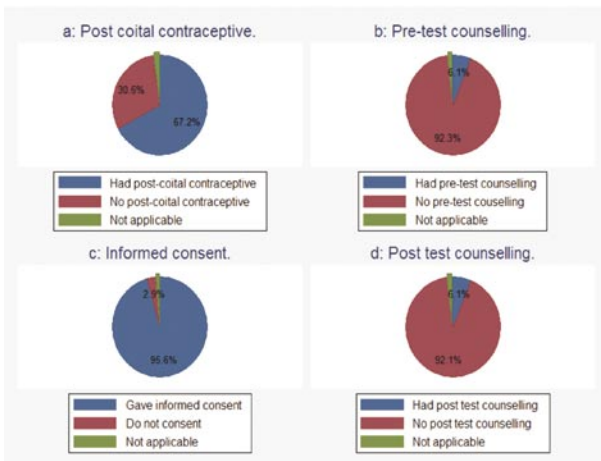 a: Post coital contraceptive.
30.6%
67.2%
Had post-coital contraceptive
No post-coital contraceptive
Not applicable
b: Pre-test counselling.
6.1%
92.3%
Had pre-test counselling
No pre-test couselling
Not applicable
c: Informed consent.
2.9%
95.6%
Gave informed consent
Do not consent
Not applicable
d: Post test counselling.
6.1%
92.1%
Had post test counselling
No post test counselling
Not applicable